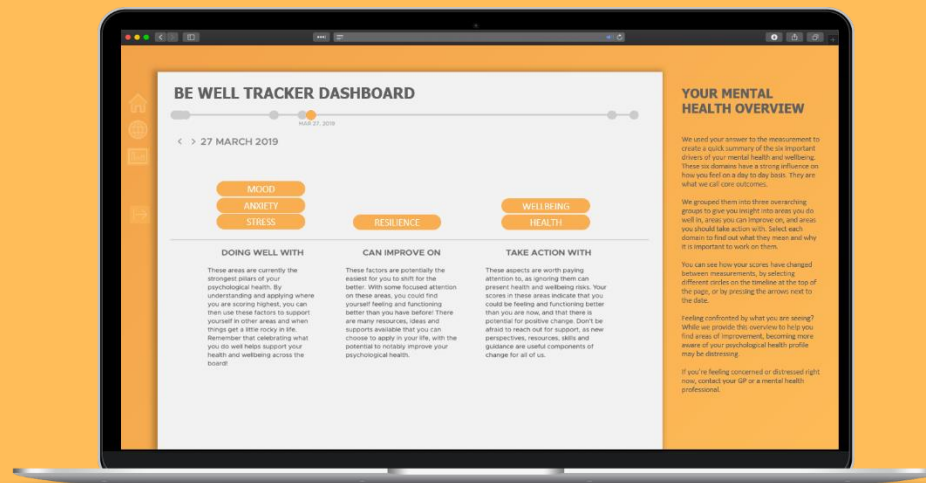 BE WELL TRACKER DASHBOARD
MAR 27, 2019
< > 27 MARCH 2019
MOOD
ANXIETY
STRESS
RESILIENCE
WELLBEING
HEALTH
DOING WELL WITH
These areas are currently the
strongest pillars of your
psychological health. By
understanding and applying where
you are scoring highest, you can
then use these factors to support
yourself in other areas and when
things get a little rocky in life.
Remember that celebrating what
you do well helps support your
health and wellbeing across the
board!
CAN IMPROVE ON
These factors are potentially the
easiest for you to shift for the
better. With some focused attention
on these areas, you could find
yourself feeling and functioning
better than you have before! There
are many resources, ideas and
supports available that you can
choose to apply in your life, with the
potential to notably improve your
psychological health.
TAKE ACTION WITH
These aspects are worth paying
attention to, as ignoring them can
present health and wellbeing risks. Your
scores in these areas indicate that you
could be feeling and functioning better
than you are now, and that there is
potential for positive change. Don't be
afraid to reach out for support, as new
perspectives, resources, skills and
guidance are useful components of
change for all of us.
YOUR MENTAL
HEALTH OVERVIEW
We used your answer to the measurement to
create a quick summary of the six important
drivers of your mental health and wellbeing.
These six domains have a strong influence on
how you feel on a day to day basis. They are
what we call core outcomes.
We grouped them into three overarching
groups to give you insight into areas you do
well in, areas you can improve on, and areas
you should take action with. Select each
domain to find out what they mean and why
it is important to work on them.
You can see how your scores have changed
between measurements, by selecting
different circles on the timeline at the top of
the page, or by pressing the arrows next to
the date.
Feeling confronted by what you are seeing?
While we provide this overview to help you
find areas of improvement, becoming more
aware of your psychological health profile
may be distressing.
If you're feeling concerned or distressed right
now, contact your GP or a mental health
professional.